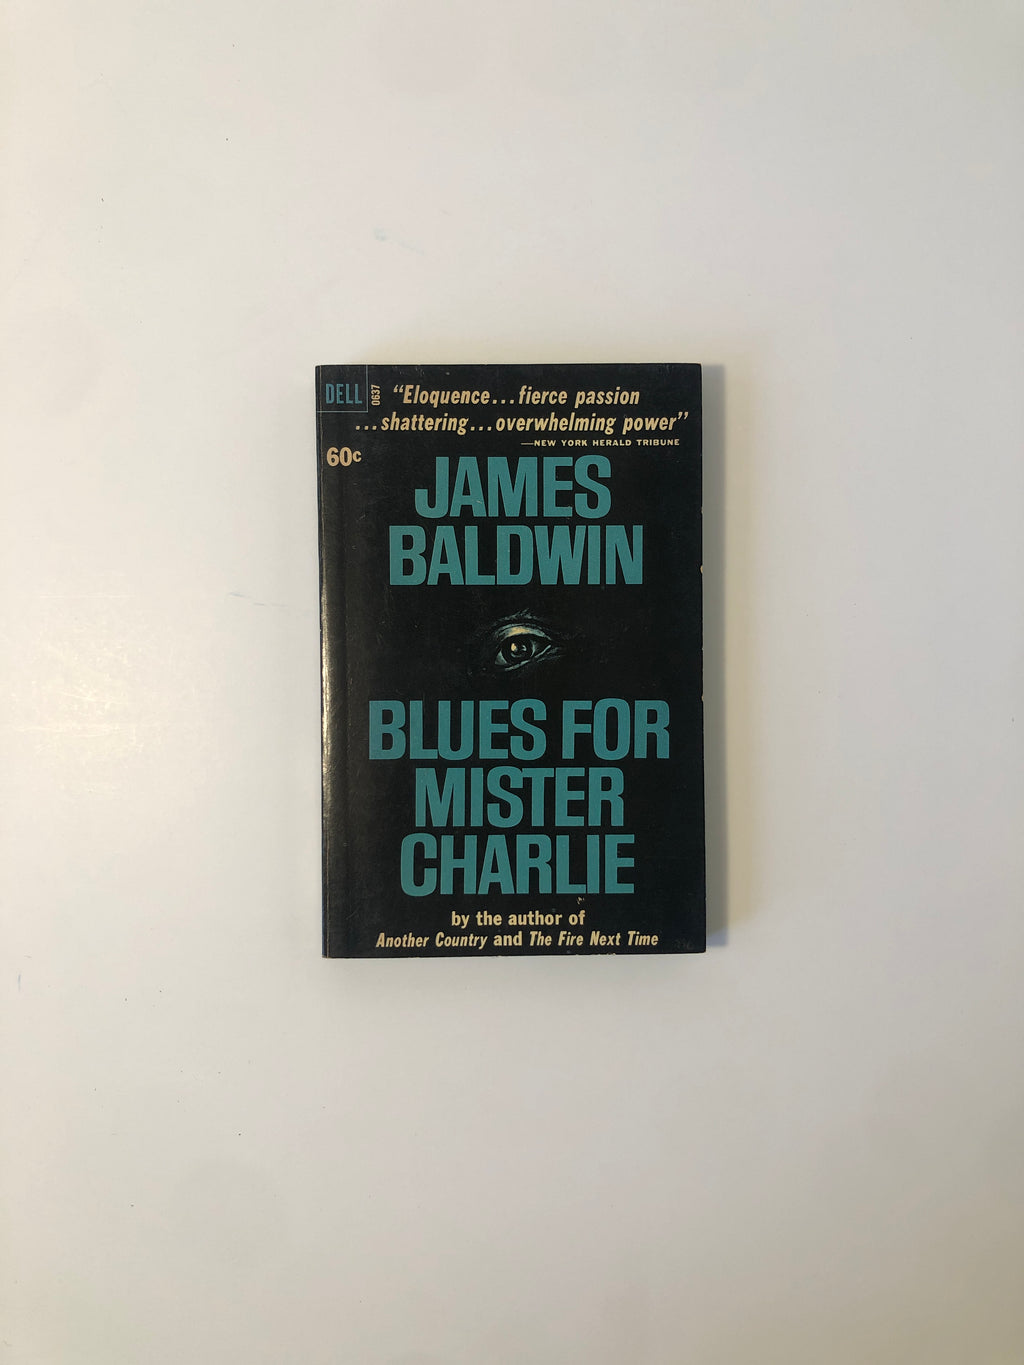 DELL
0637
“Eloquence...fierce passion
...shattering...overwhelming power”
—NEW YORK HERALD TRIBUNE
60c
JAMES
BALDWIN
BLUES FOR
MISTER
CHARLIE
by the author of
Another Country and The Fire Next Time